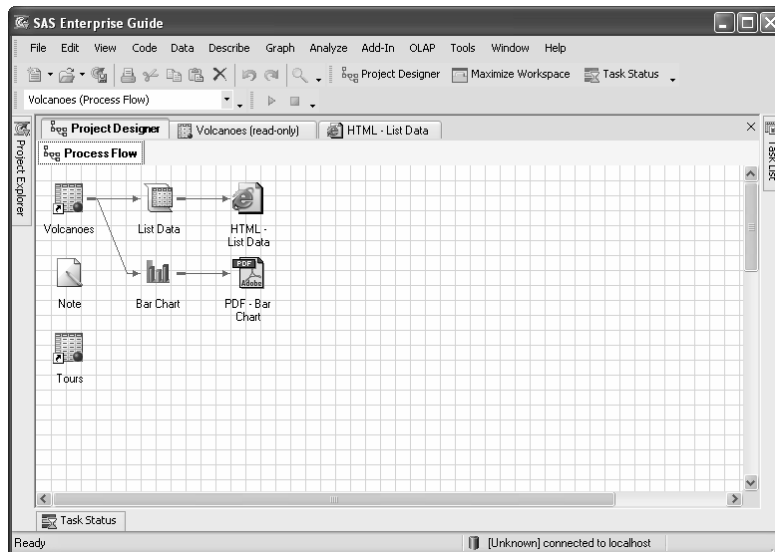 SAS Enterprise Guide
File Edit View Code Data Describe Graph Analyze Add-In OLAP Tools Window Help
Project Designer Maximize Workspace Task Status
Volcanoes (Process Flow)
Project Explorer
Project Designer Volcanoes (read-only) HTML - List Data
Task List
Process Flow
Volcanoes List Data HTML -
List Data
PDF
Adobe
Note Bar Chart PDF - Bar
Chart
Tours
Task Status
Ready [Unknown] connected to localhost